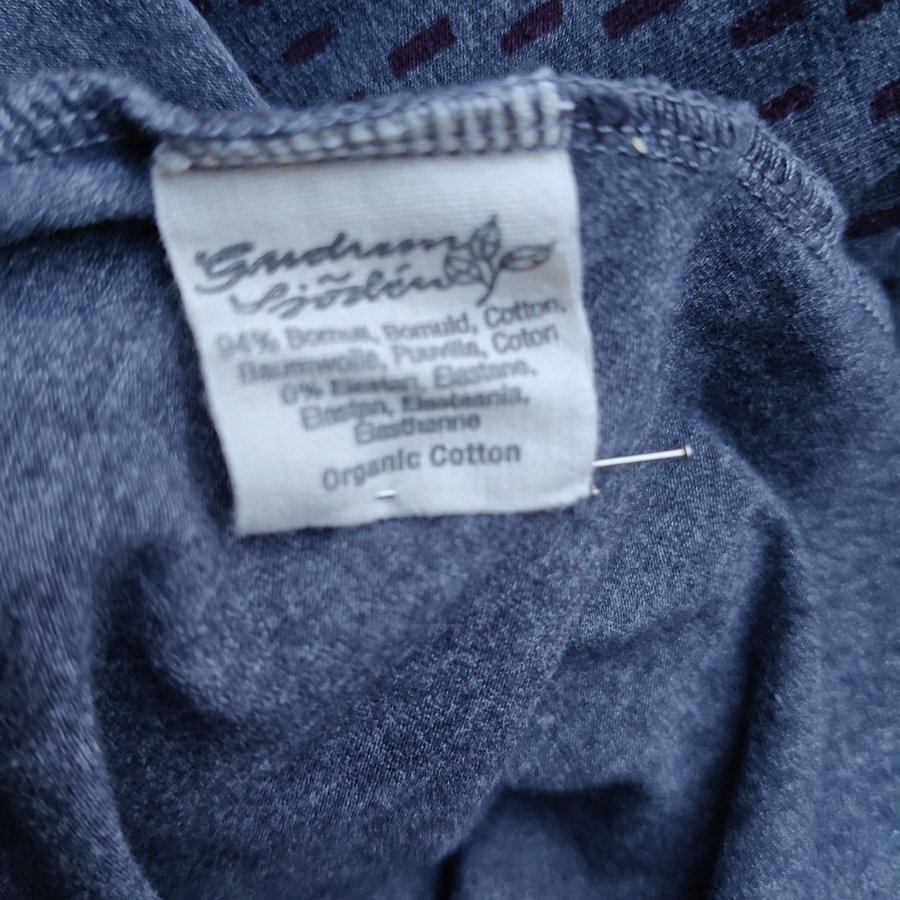 Gudrun
Sjödén
94% Bomull, Bomuld, Cotton,
Baumwolle, Puuvilla, Coton
6% Elastan, Elastane,
Elastan, Elastaania,
Elasthanne
Organic Cotton